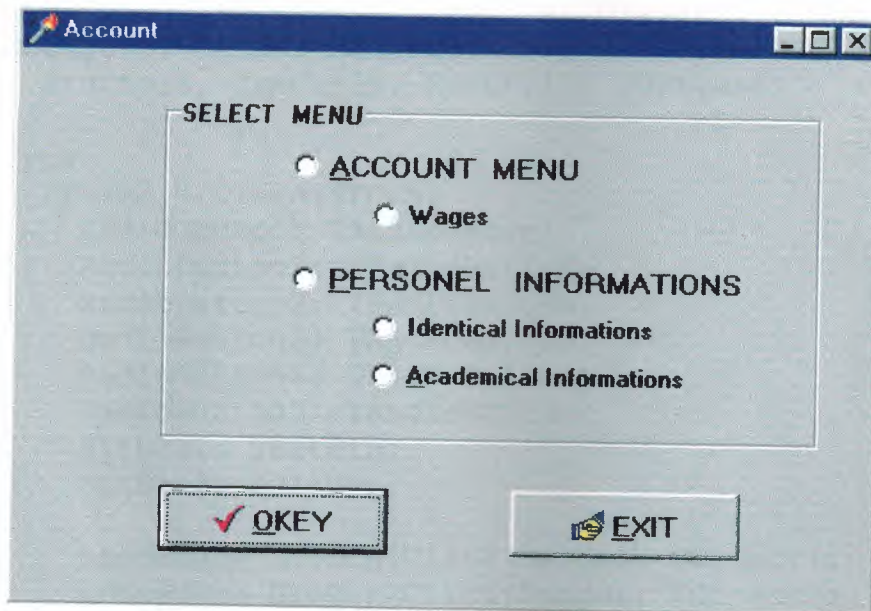 Account
SELECT MENU
ACCOUNT MENU
Wages
PERSONEL INFORMATIONS
Identical Informations
Academical Informations
OKEY
EXIT